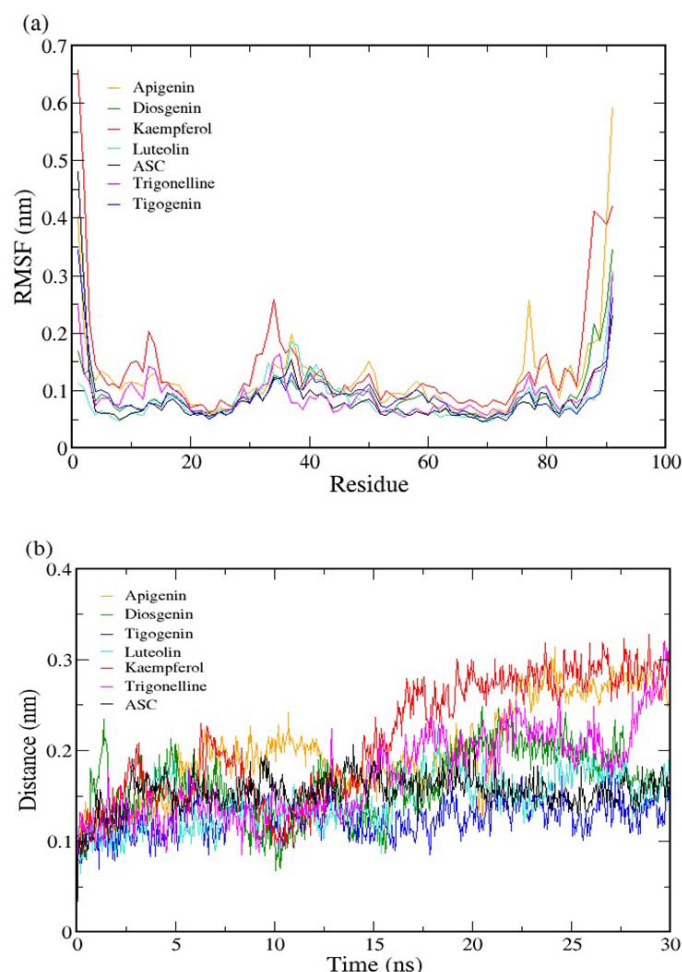 (a)
0.7
0.6
0.5
0.4
0.3
0.2
0.1
0
RMSF (nm)
Apigenin
Diosgenin
Kaempferol
Luteolin
ASC
Trigonelline
Tigogenin
0 20 40 60 80 100
Residue
(b)
0.4
0.3
0.2
0.1
0
Distance (nm)
Apigenin
Diosgenin
Tigogenin
Luteolin
Kaempferol
Trigonelline
ASC
0 5 10 15 20 25 30
Time (ns)